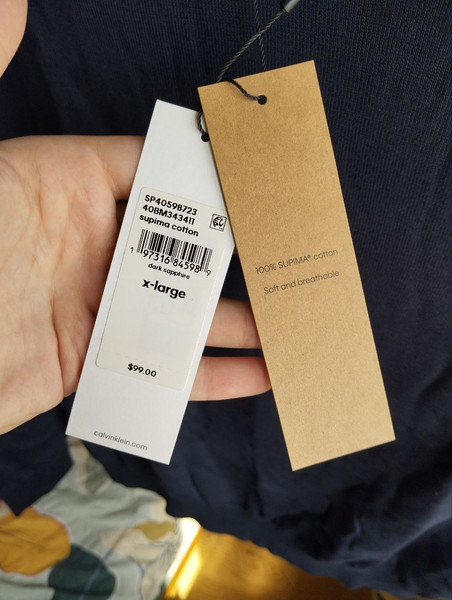 SP40598723
40BM343411
supima cotton
1 97316 84598 9
dark sapphire
x-large
$99.00
calvinklein.com
100% SUPIMA® cotton
Soft and breathable